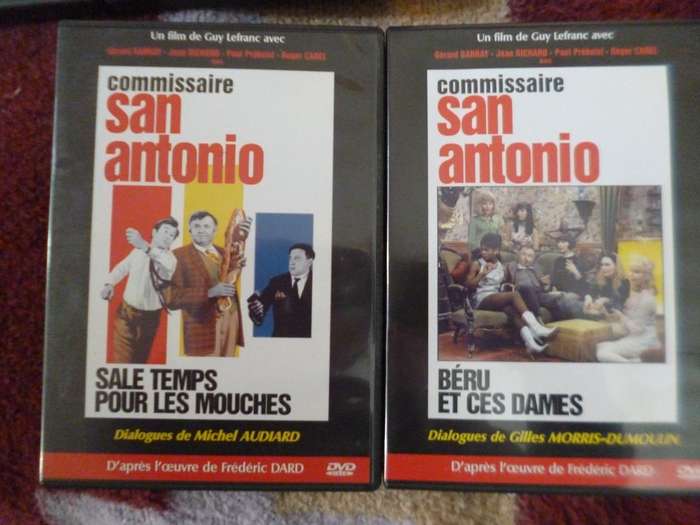 Un film de Guy Lefranc avec
Gérard BARRAY - Jean RICHARD - Paul Préboist - Roger CAREL
dans
commissaire
san
antonio
SALE TEMPS
POUR LES MOUCHES
Dialogues de Michel AUDIARD
D'après l'œuvre de Frédéric DARD
DVD
VIDEO
Un film de Guy Lefranc avec
Gérard BARRAY - Jean RICHARD - Paul Préboist - Roger CAREL
dans
commissaire
san
antonio
BÉRU
ET CES DAMES
Dialogues de Gilles MORRIS-DUMOULIN
D'après l'œuvre de Frédéric DARD